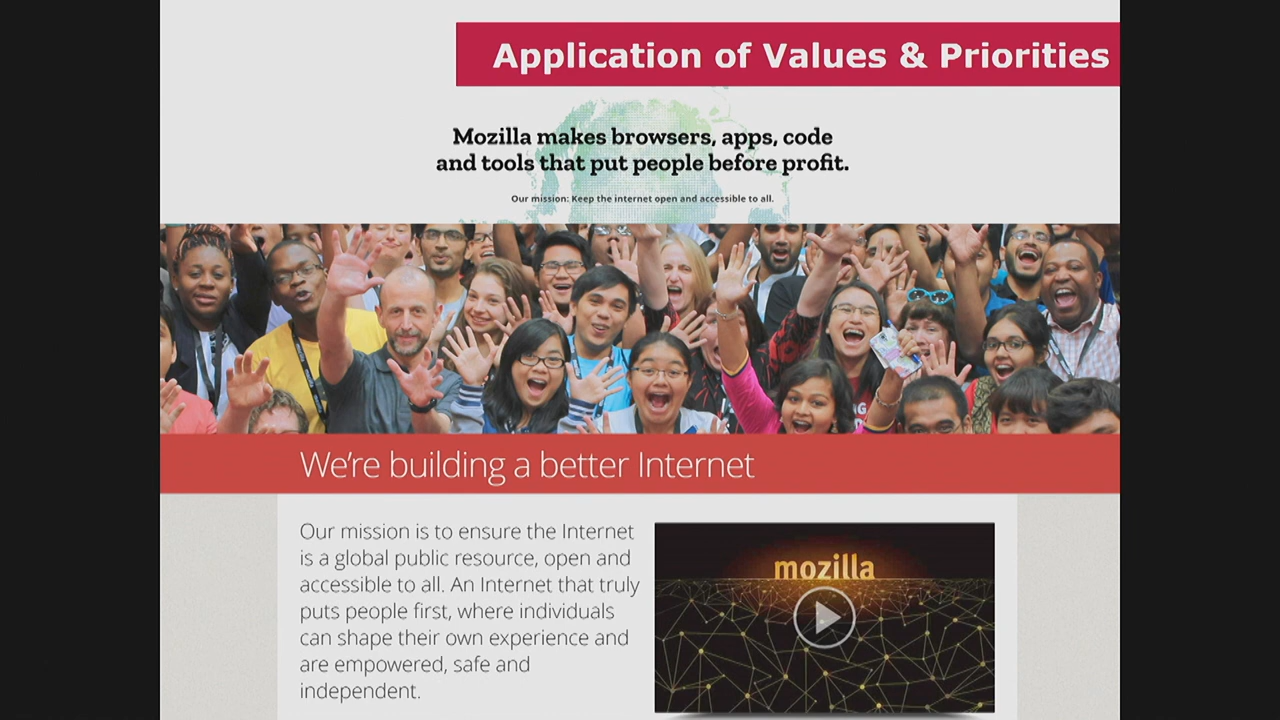 Application of Values & Priorities
Mozilla makes browsers, apps, code
and tools that put people before profit.
Our mission: Keep the internet open and accessible to all.
We're building a better Internet
Our mission is to ensure the Internet
is a global public resource, open and
accessible to all. An Internet that truly
puts people first, where individuals
can shape their own experience and
are empowered, safe and
independent.
mozilla